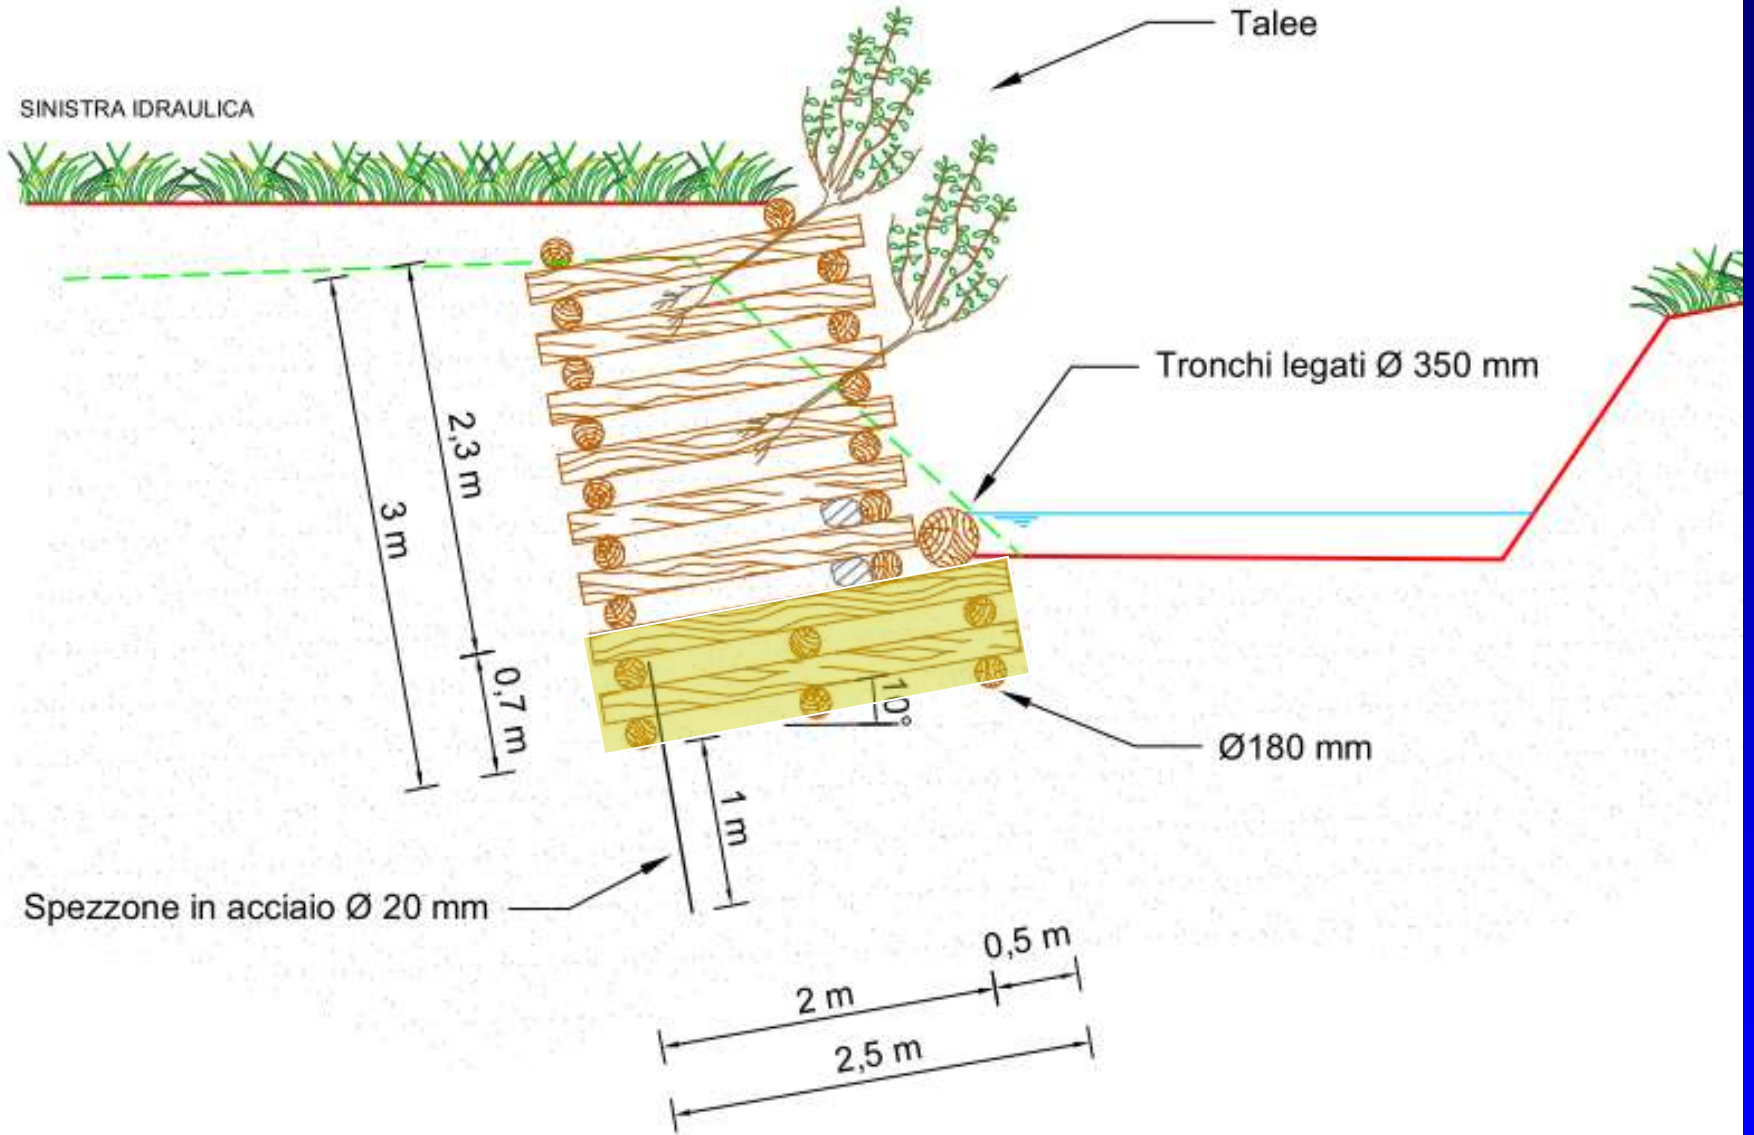 Talee
SINISTRA IDRAULICA
Tronchi legati Ø 350 mm
2,3 m
3 m
0,7 m
10°
Ø180 mm
1 m
Spezzone in acciaio Ø 20 mm
0,5 m
2 m
2,5 m